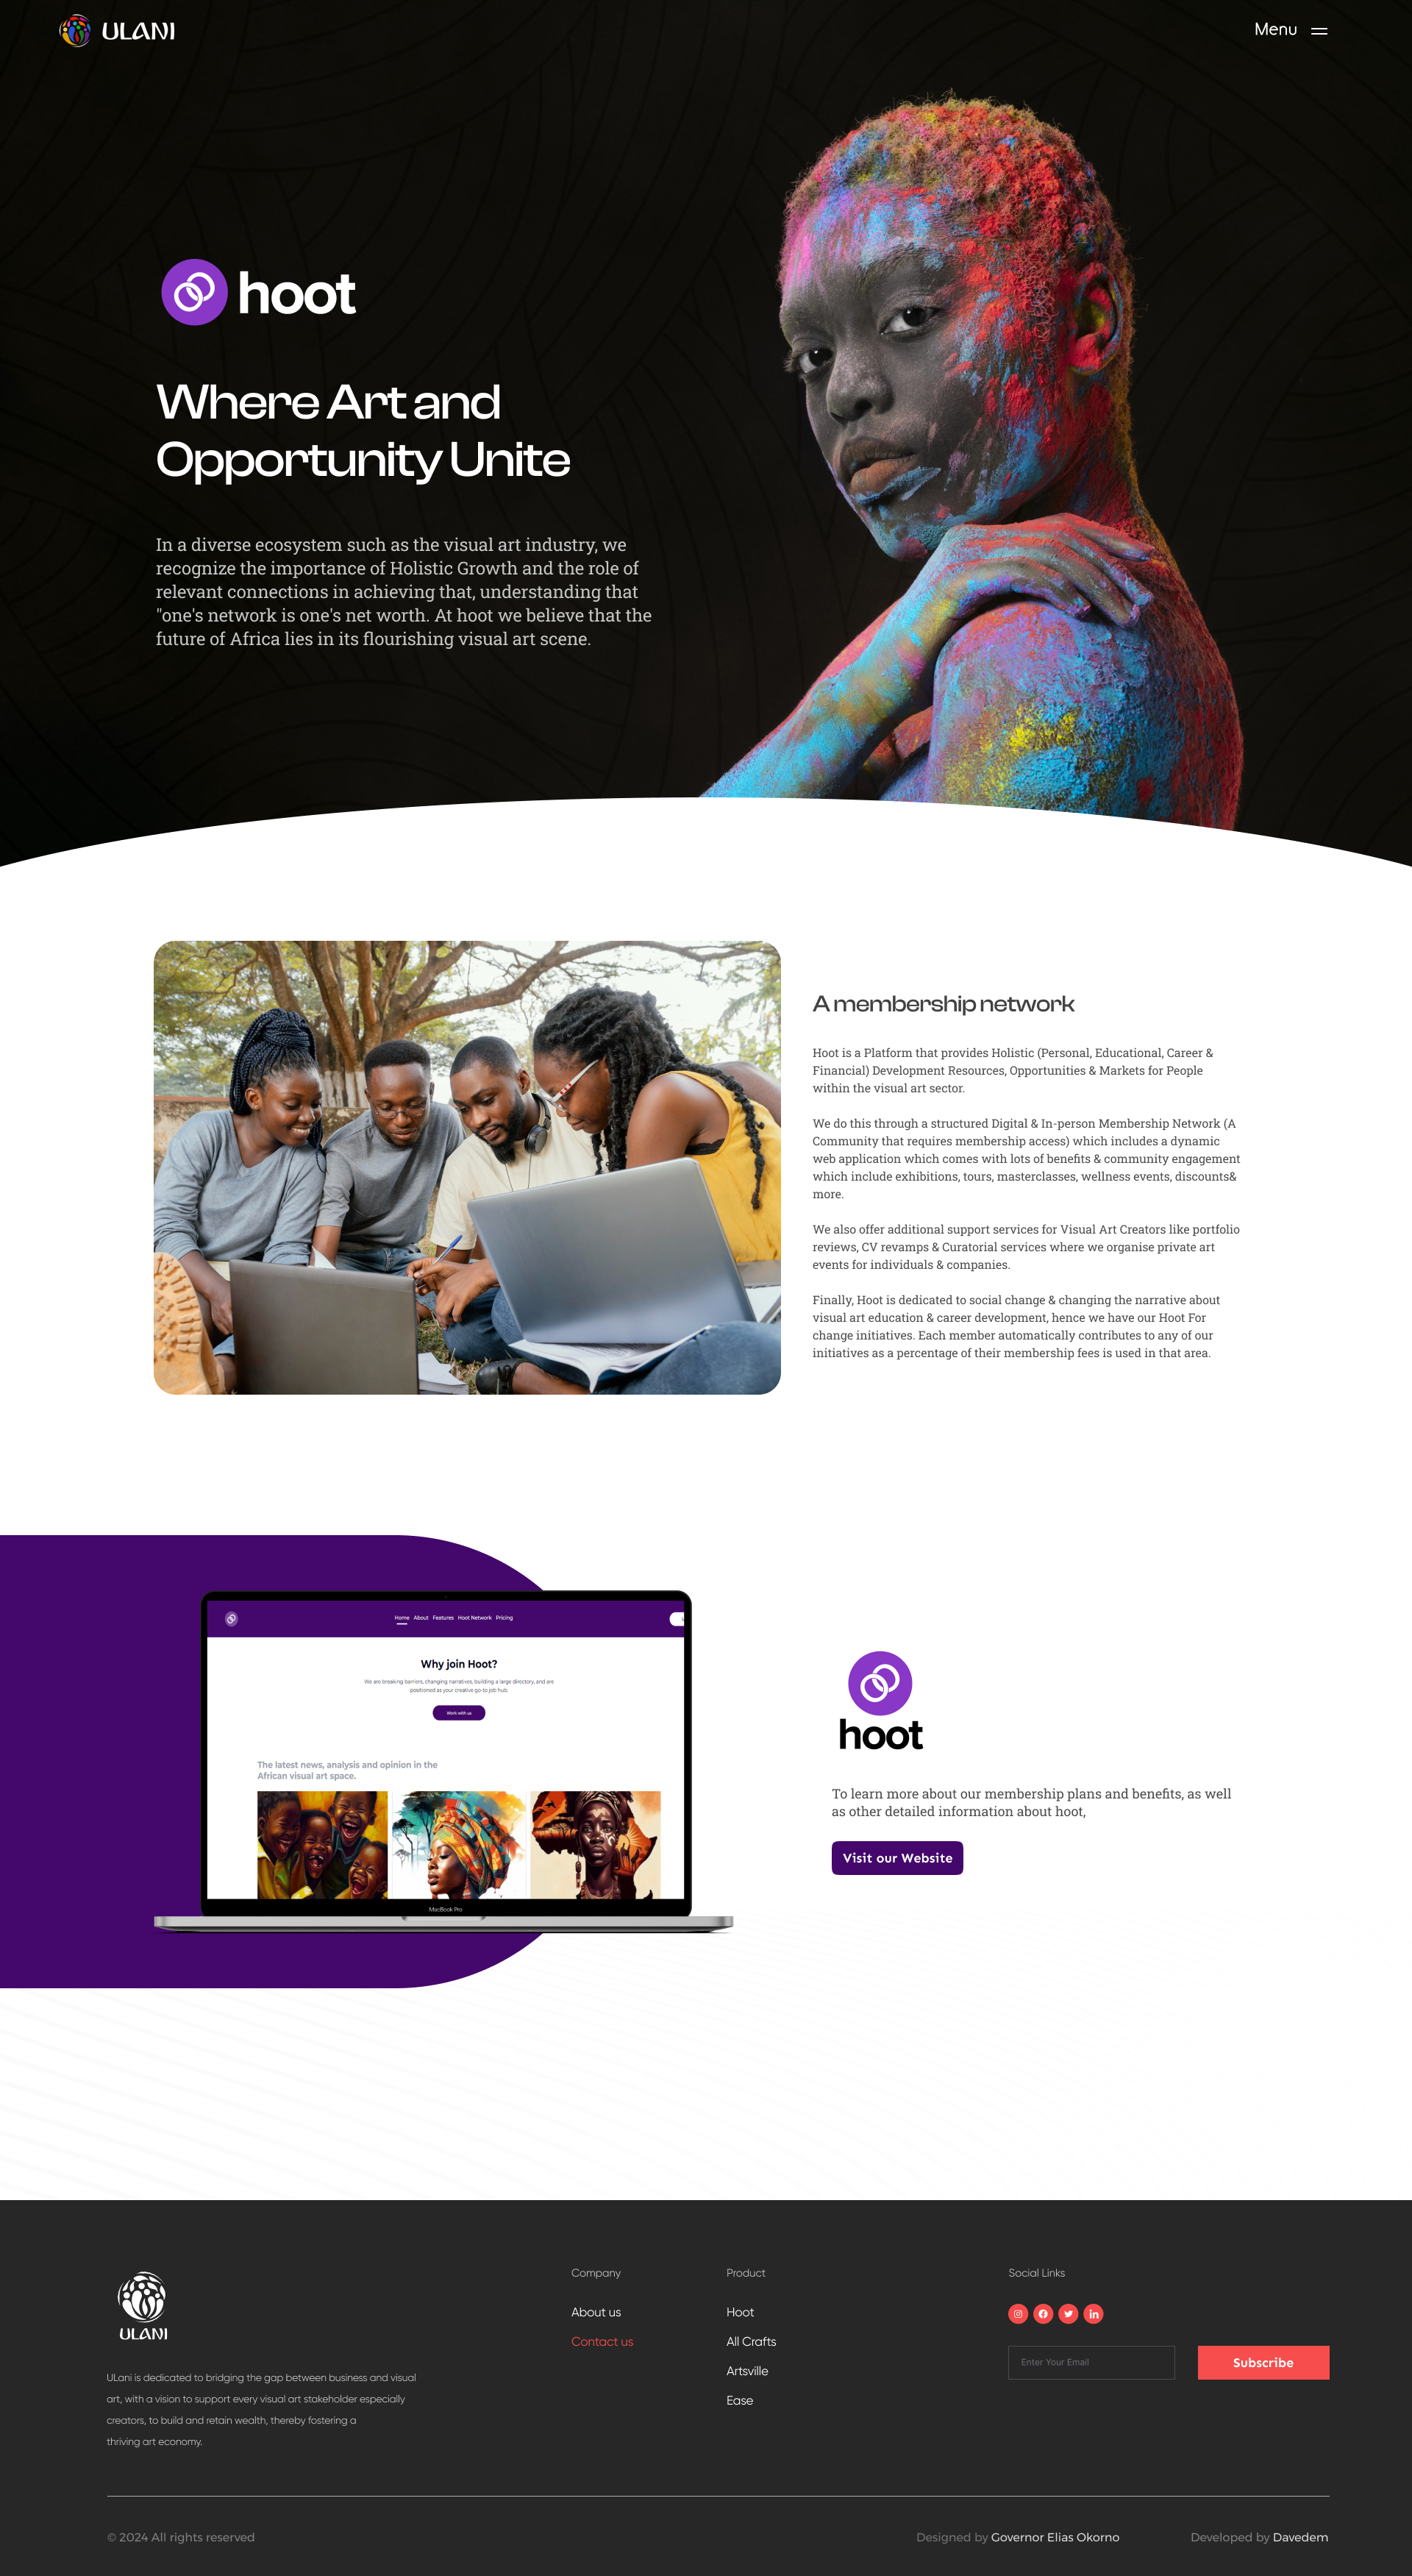 ULANI
Menu
hoot
Where Art and
Opportunity Unite
In a diverse ecosystem such as the visual art industry, we
recognize the importance of Holistic Growth and the role of
relevant connections in achieving that, understanding that
"one's network is one's net worth. At hoot we believe that the
future of Africa lies in its flourishing visual art scene.
A membership network
Hoot is a Platform that provides Holistic (Personal, Educational, Career &
Financial) Development Resources, Opportunities & Markets for People
within the visual art sector.
We do this through a structured Digital & In-person Membership Network (A
Community that requires membership access) which includes a dynamic
web application which comes with lots of benefits & community engagement
which include exhibitions, tours, masterclasses, wellness events, discounts&
more.
We also offer additional support services for Visual Art Creators like portfolio
reviews, CV revamps & Curatorial services where we organise private art
events for individuals & companies.
Finally, Hoot is dedicated to social change & changing the narrative about
visual art education & career development, hence we have our Hoot For
change initiatives. Each member automatically contributes to any of our
initiatives as a percentage of their membership fees is used in that area.
Home About Features Hoot Network Pricing
Why join Hoot?
We are breaking barriers, changing narratives, building a large directory, and are
positioned as your creative go-to job hub.
Work with us
The latest news, analysis and opinion in the
African visual art space.
MacBook Pro
hoot
To learn more about our membership plans and benefits, as well
as other detailed information about hoot,
Visit our Website
ULANI
ULani is dedicated to bridging the gap between business and visual
art, with a vision to support every visual art stakeholder especially
creators, to build and retain wealth, thereby fostering a
thriving art economy.
Company
About us
Contact us
Product
Hoot
All Crafts
Artsville
Ease
Social Links
Enter Your Email
Subscribe
© 2024 All rights reserved
Designed by Governor Elias Okorno
Developed by Davedem